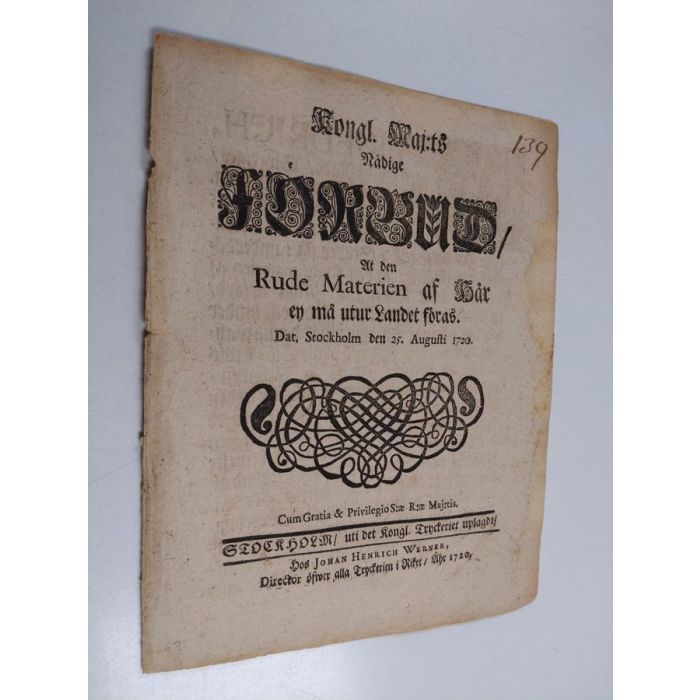 139
Kongl. Maj:ts
Nådige
FÖRBUD/
At den
Rude Materien af Hår
ey må utur Landet föras.
Dat. Stockholm den 25. Augusti 1720.
Cum Gratia & Privilegio S:æ R:æ Maj:tis.
STOCKHOLM/ uti det Kongl. Tryckeriet uplagdt/
Hos JOHAN HENRICH WERNER,
Director öfwer alla Tryckerien i Riket/ Åhr 1720,